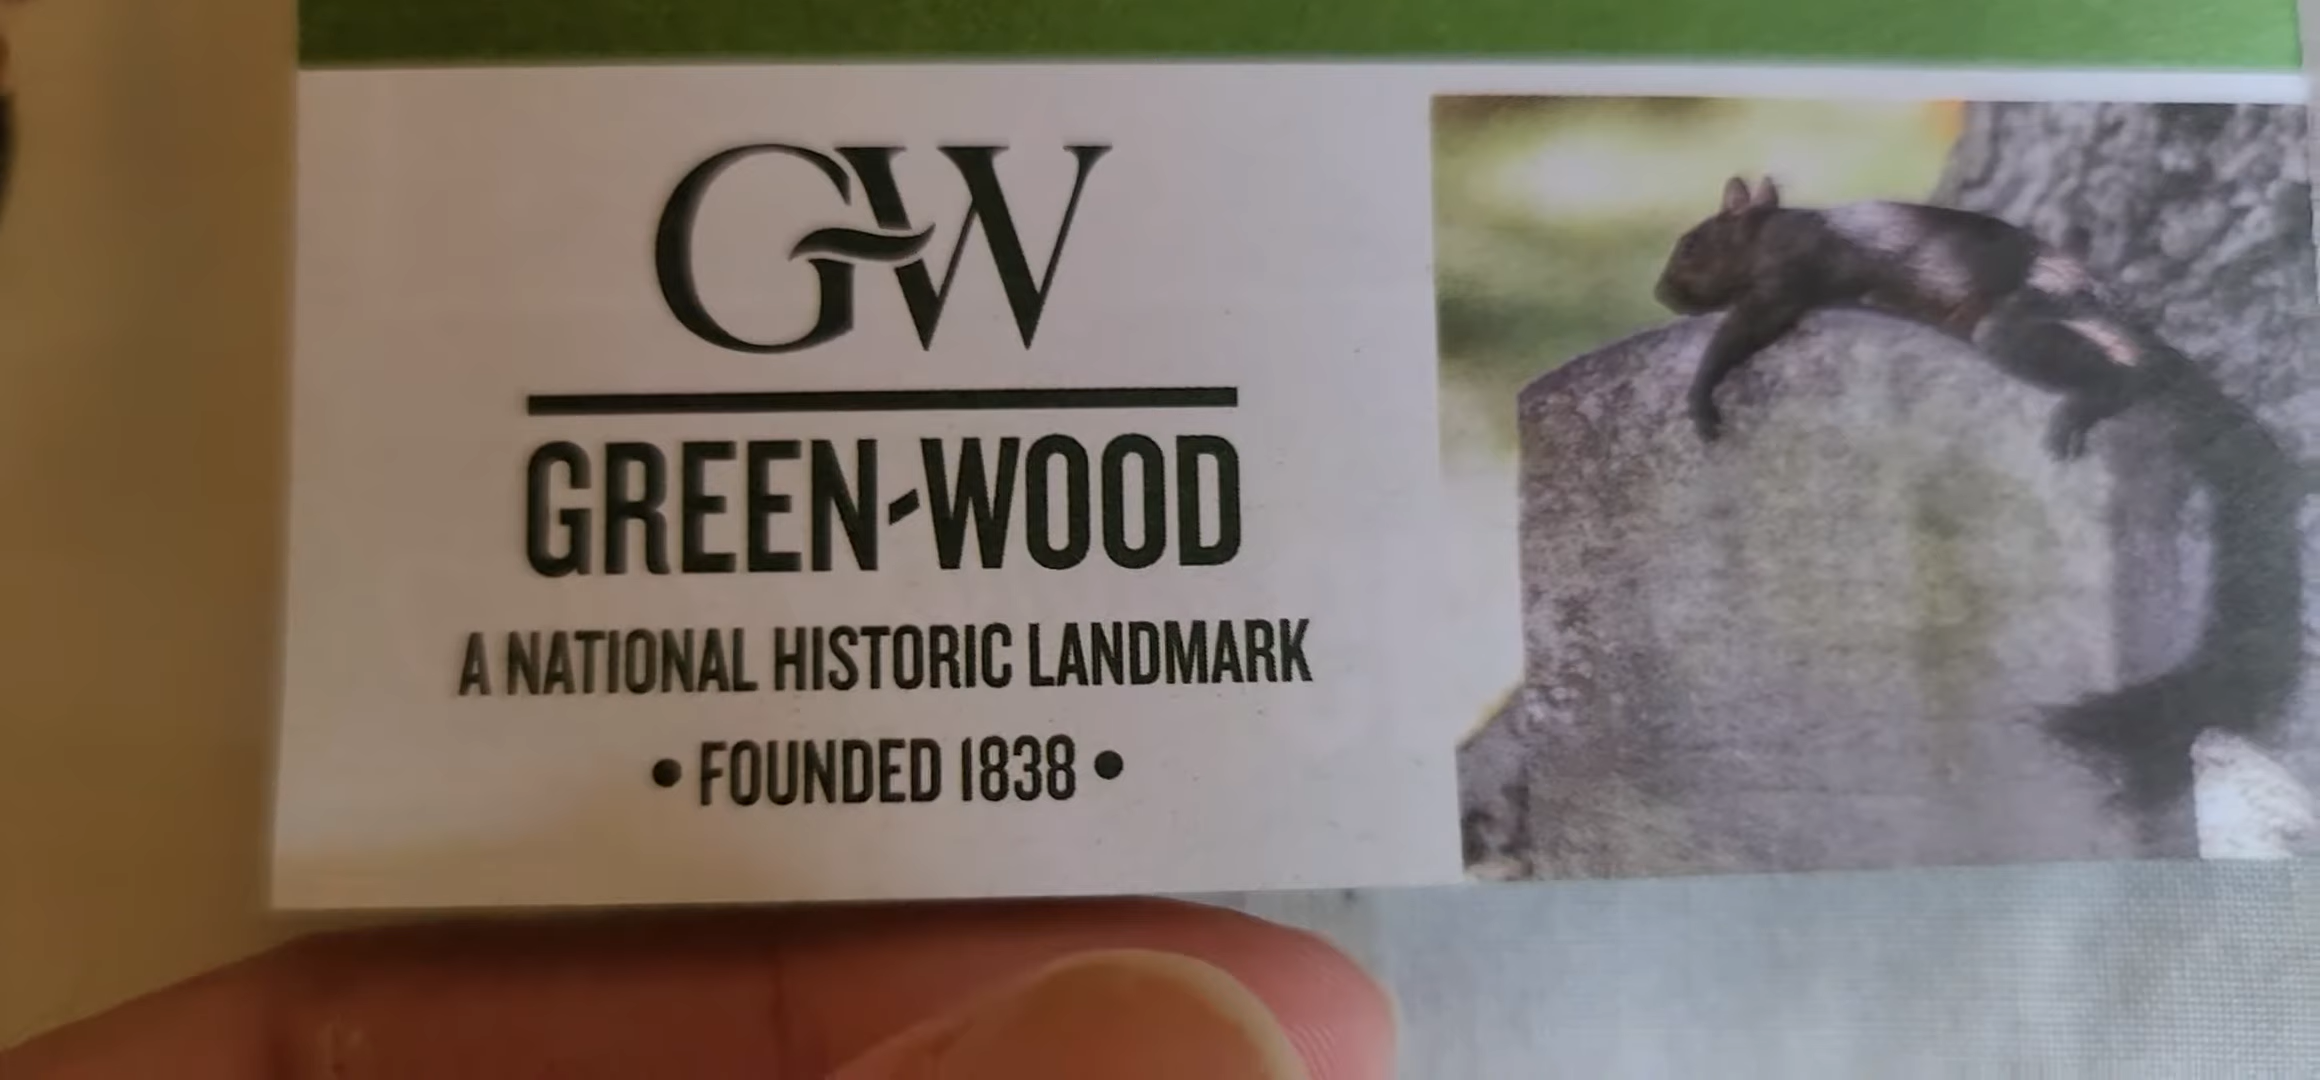 GW
GREEN-WOOD
A NATIONAL HISTORIC LANDMARK
• FOUNDED 1838 •